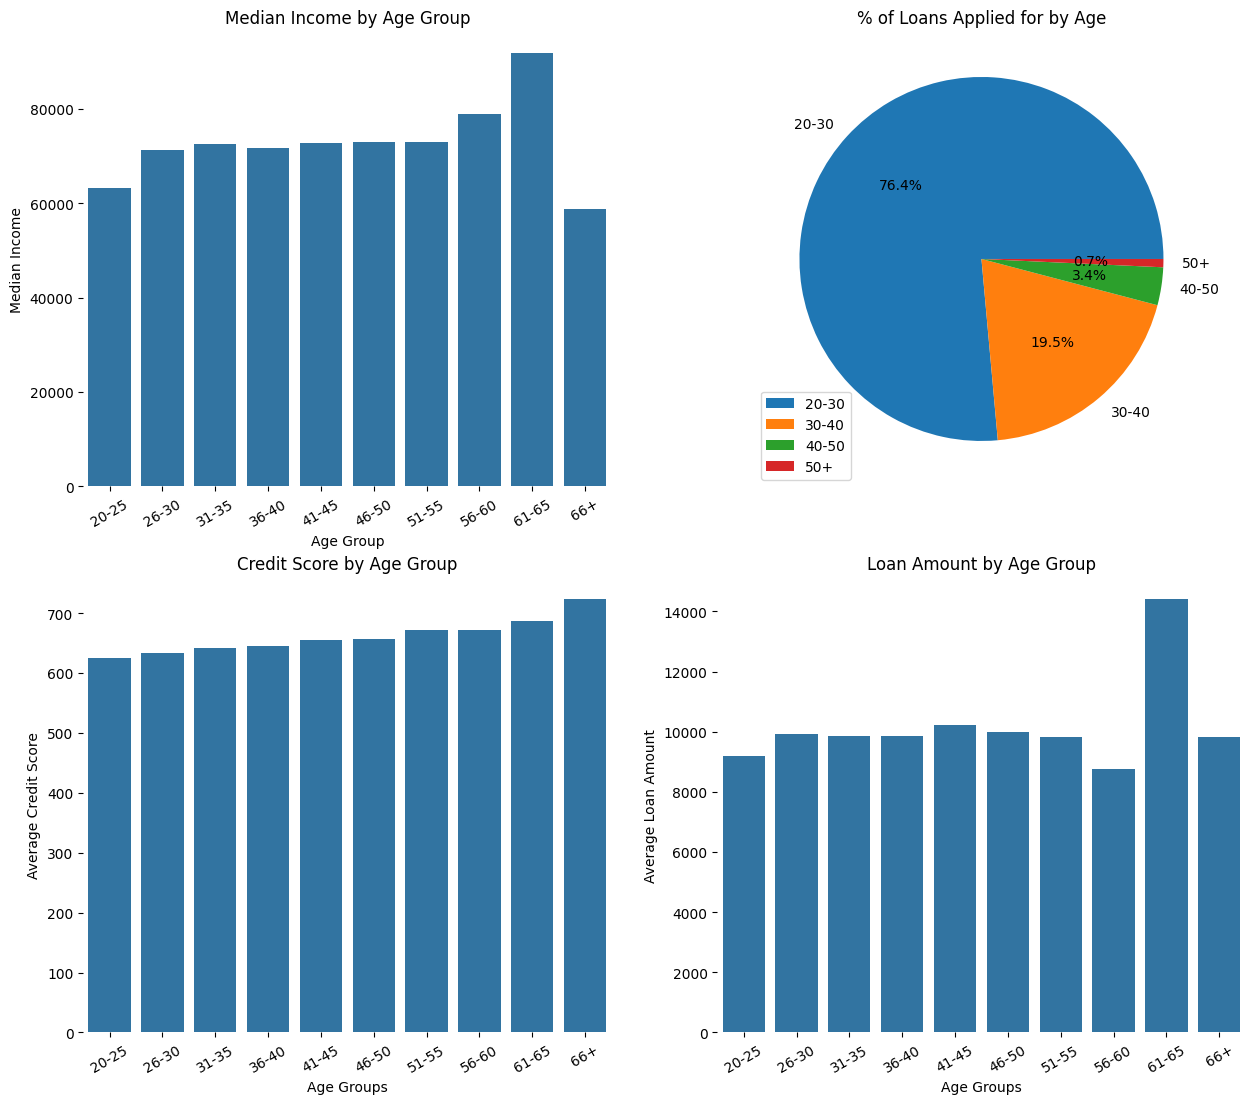 Median Income by Age Group
Median Income
80000
60000
40000
20000
0
20-25 26-30 31-35 36-40 41-45 46-50 51-55 56-60 61-65 66+
Age Group
% of Loans Applied for by Age
20-30
76.4%
0.7%
50+
3.4%
40-50
19.5%
30-40
20-30
30-40
40-50
50+
Credit Score by Age Group
Average Credit Score
700
600
500
400
300
200
100
0
20-25 26-30 31-35 36-40 41-45 46-50 51-55 56-60 61-65 66+
Age Groups
Loan Amount by Age Group
Average Loan Amount
14000
12000
10000
8000
6000
4000
2000
0
20-25 26-30 31-35 36-40 41-45 46-50 51-55 56-60 61-65 66+
Age Groups